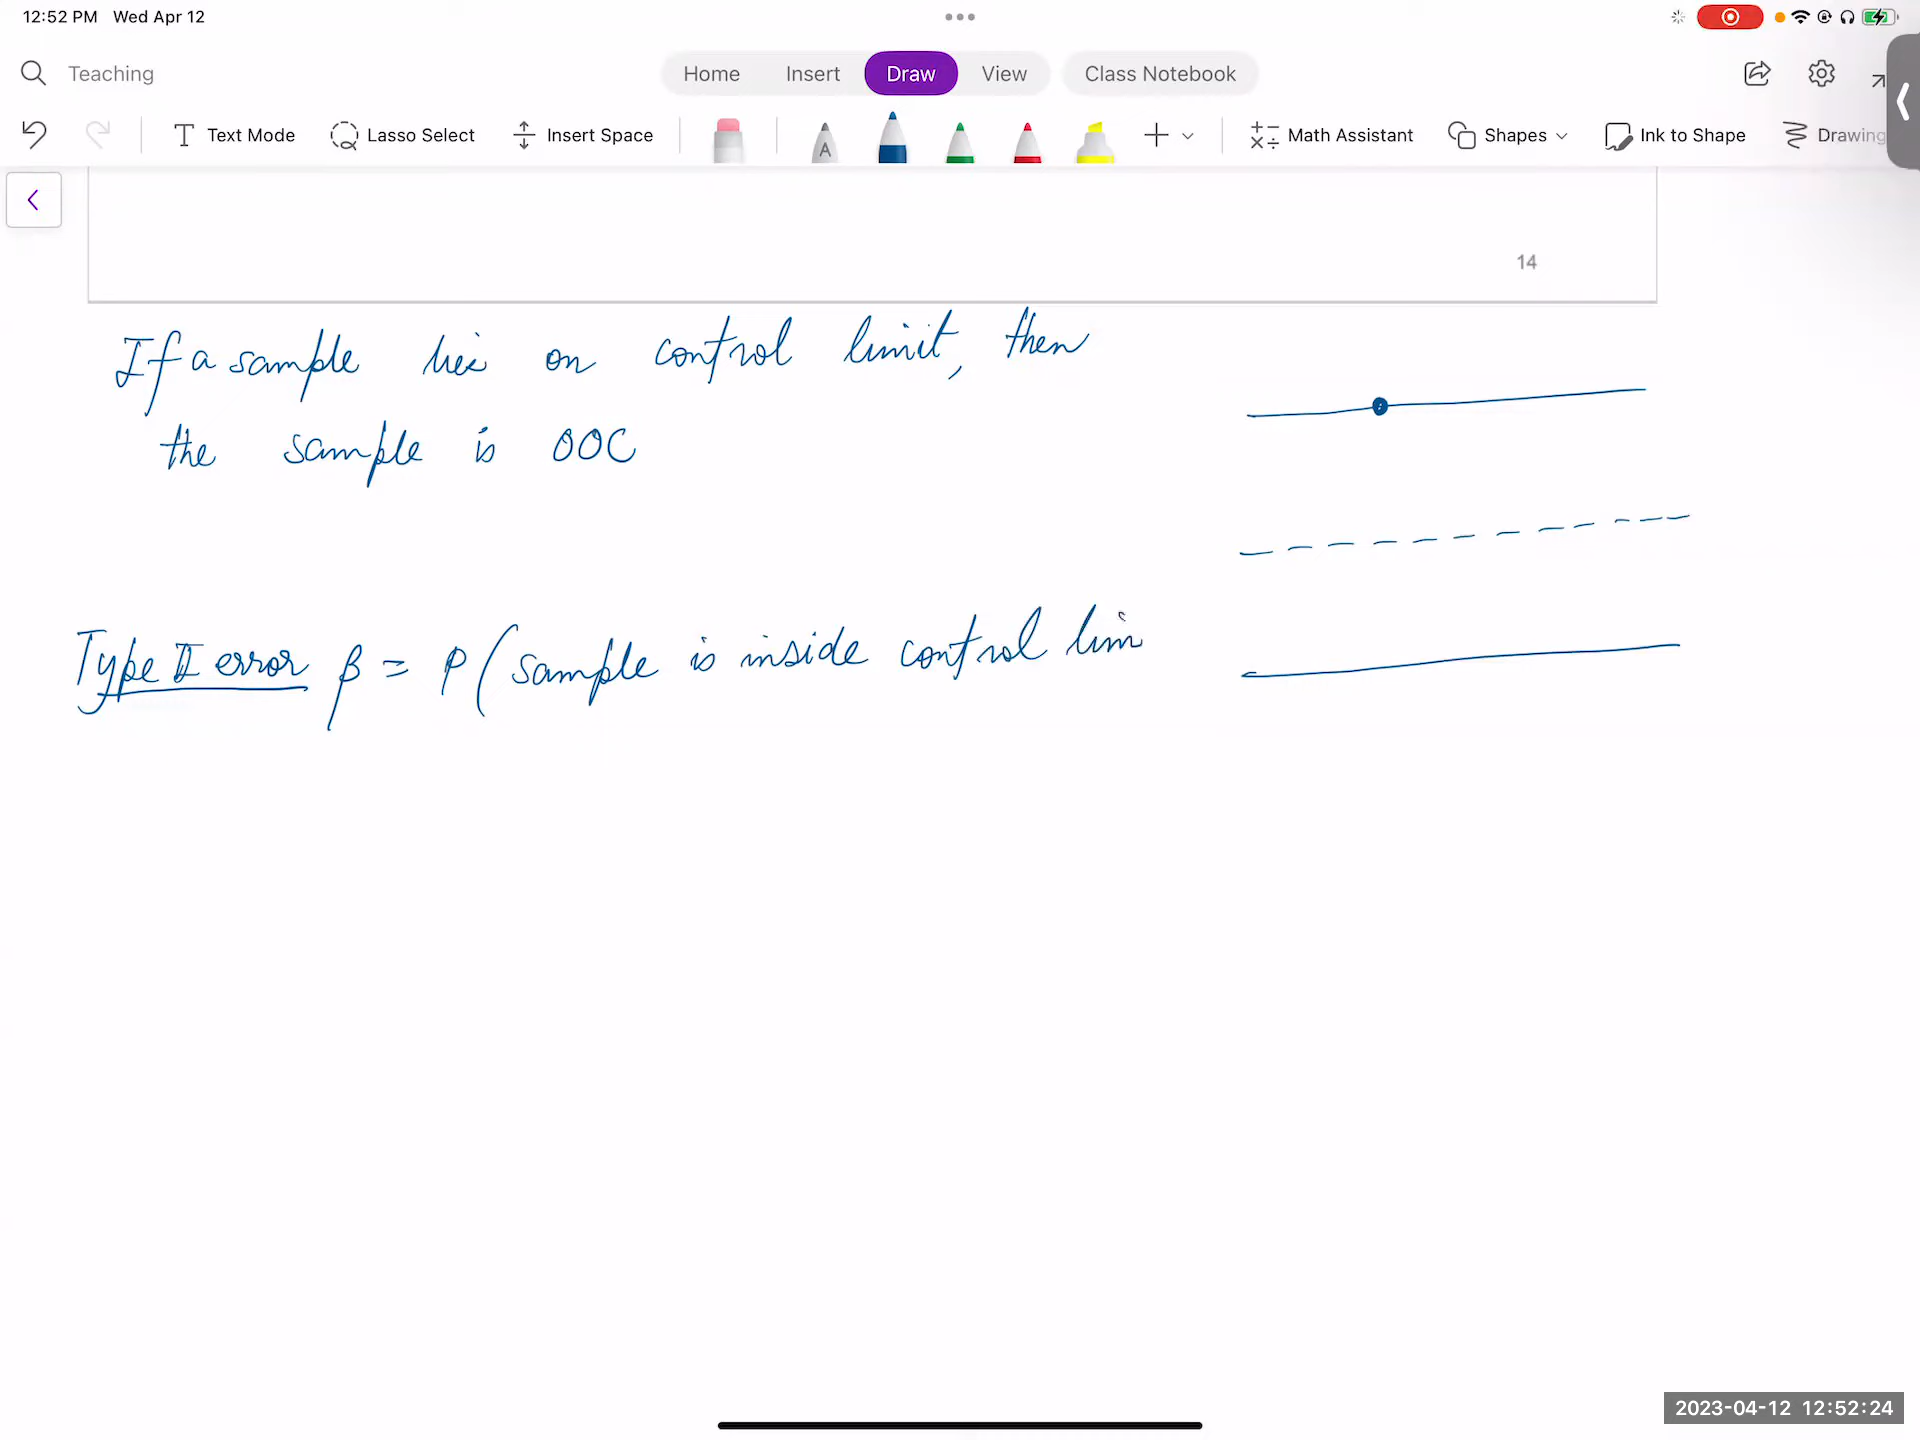 12:52 PM Wed Apr 12
Teaching
Home Insert Draw View Class Notebook
Text Mode Lasso Select Insert Space A Math Assistant Shapes Ink to Shape Drawing
14
If a sample lies on control limit, then
the sample is OOC
Type II error β = P ( sample is inside control lim
2023-04-12 12:52:24